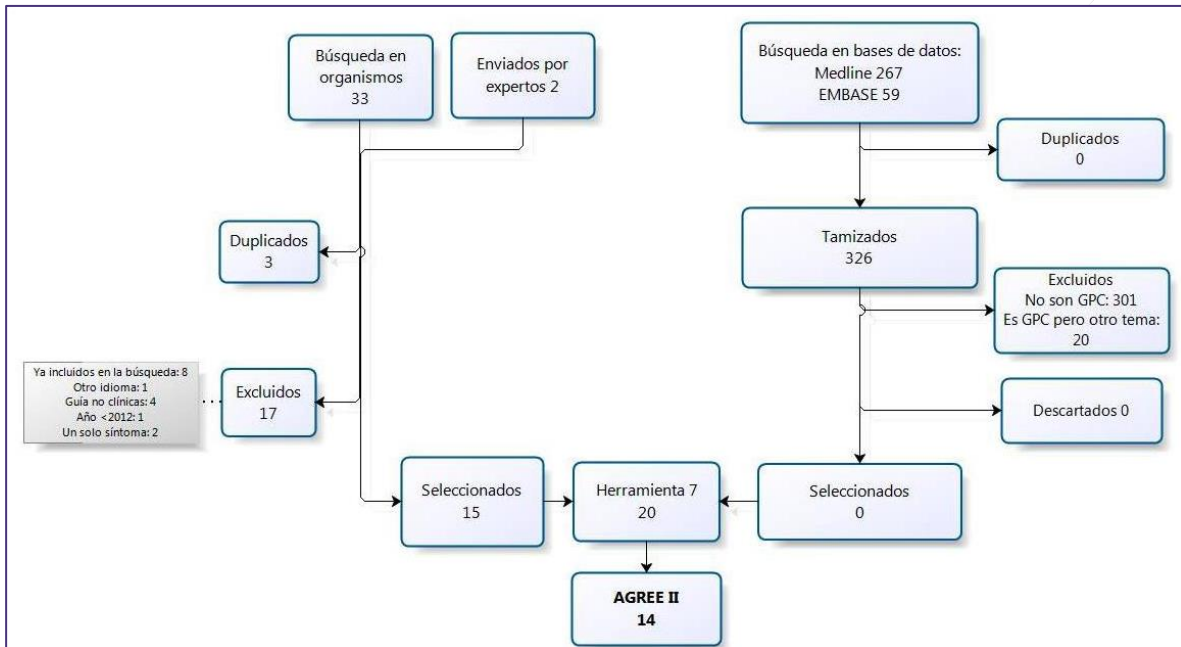 Búsqueda en
organismos
33
Enviados por
expertos 2
Búsqueda en bases de datos:
Medline 267
EMBASE 59
Duplicados
0
Duplicados
3
Tamizados
326
Excluidos
No son GPC: 301
Es GPC pero otro tema:
20
Ya incluidos en la búsqueda: 8
Otro idioma: 1
Guía no clínicas: 4
Año <2012: 1
Un solo síntoma: 2
Excluidos
17
Descartados 0
Seleccionados
15
Herramienta 7
20
Seleccionados
0
AGREE II
14